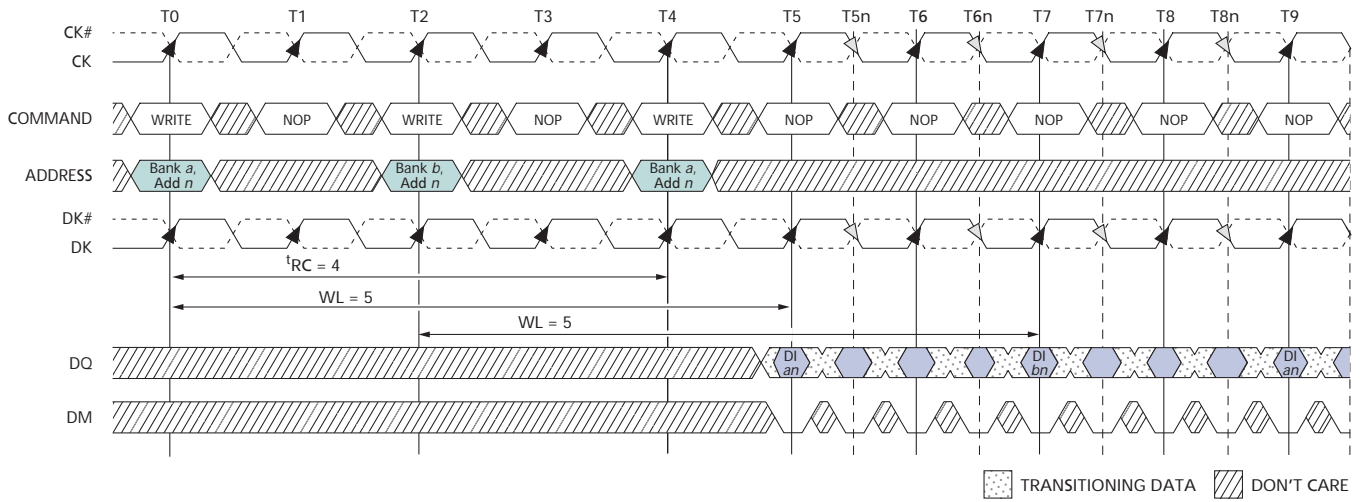 T0 T1 T2 T3 T4 T5 T5n T6 T6n T7 T7n T8 T8n T9
CK#
CK
COMMAND WRITE NOP WRITE NOP WRITE NOP NOP NOP NOP NOP
ADDRESS Bank a, Add n Bank b, Add n Bank a, Add n
DK#
DK
tRC = 4
WL = 5
WL = 5
DQ DI an DI bn DI an
DM
TRANSITIONING DATA DON'T CARE